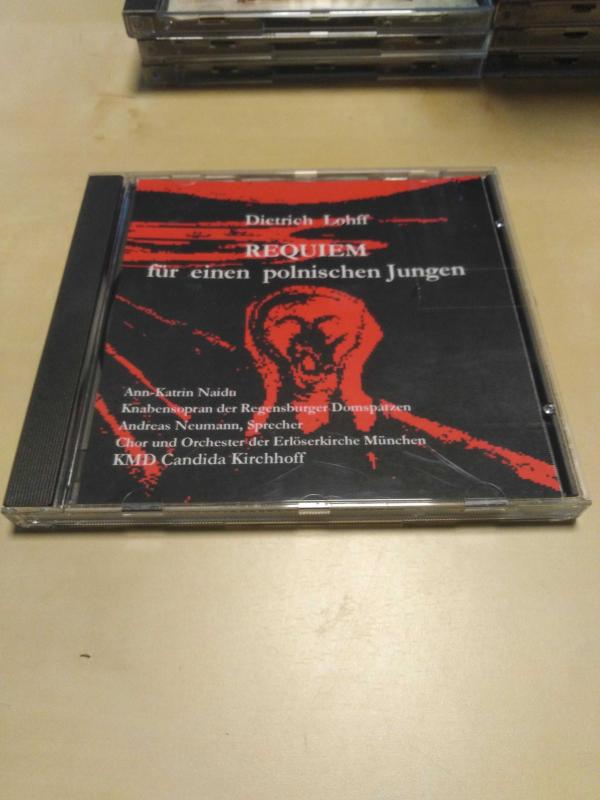 Dietrich Lohff
REQUIEM
für einen polnischen Jungen
Ann-Katrin Naidu
Knabensopran der Regensburger Domspatzen
Andreas Neumann, Sprecher
Chor und Orchester der Erlöserkirche München
KMD Candida Kirchhoff